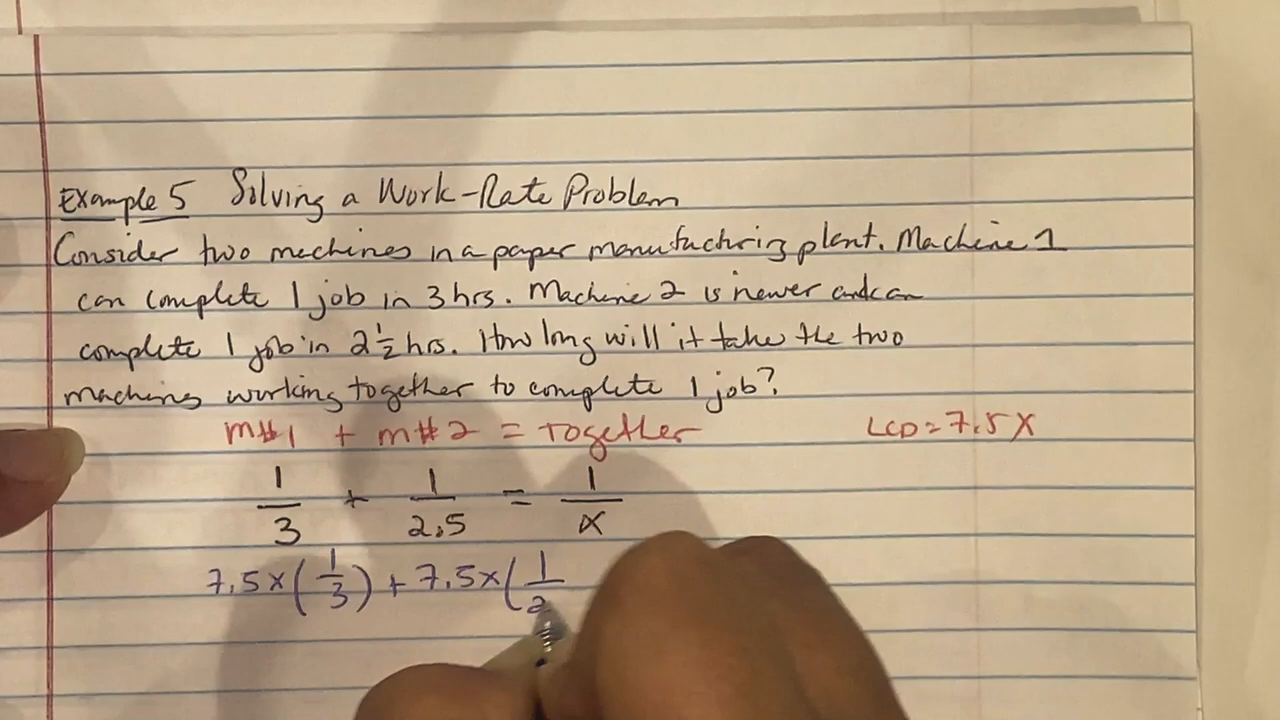 Example 5 Solving a Work-Rate Problem
Consider two machines in a paper manufacturing plant. Machine 1
can complete 1 job in 3 hrs. Machine 2 is newer and can
complete 1 job in 2 1/2 hrs. How long will it take the two
machines working together to complete 1 job?
m#1 + m#2 = Together LCD = 7.5x
1/3 + 1/2.5 = 1/x
7.5x(1/3) + 7.5x(1/2